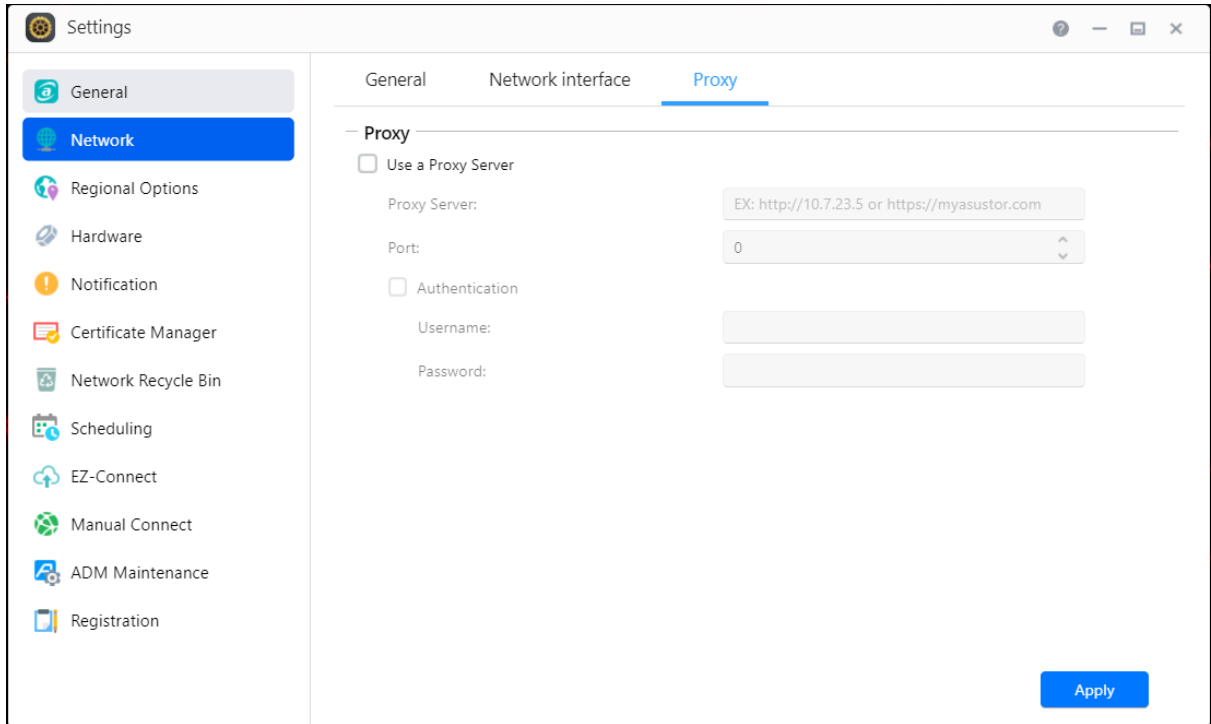 Settings
General
Network
Regional Options
Hardware
Notification
Certificate Manager
Network Recycle Bin
Scheduling
EZ-Connect
Manual Connect
ADM Maintenance
Registration
General Network interface Proxy
Proxy
Use a Proxy Server
Proxy Server: EX: http://10.7.23.5 or https://myasustor.com
Port: 0
Authentication
Username:
Password:
Apply